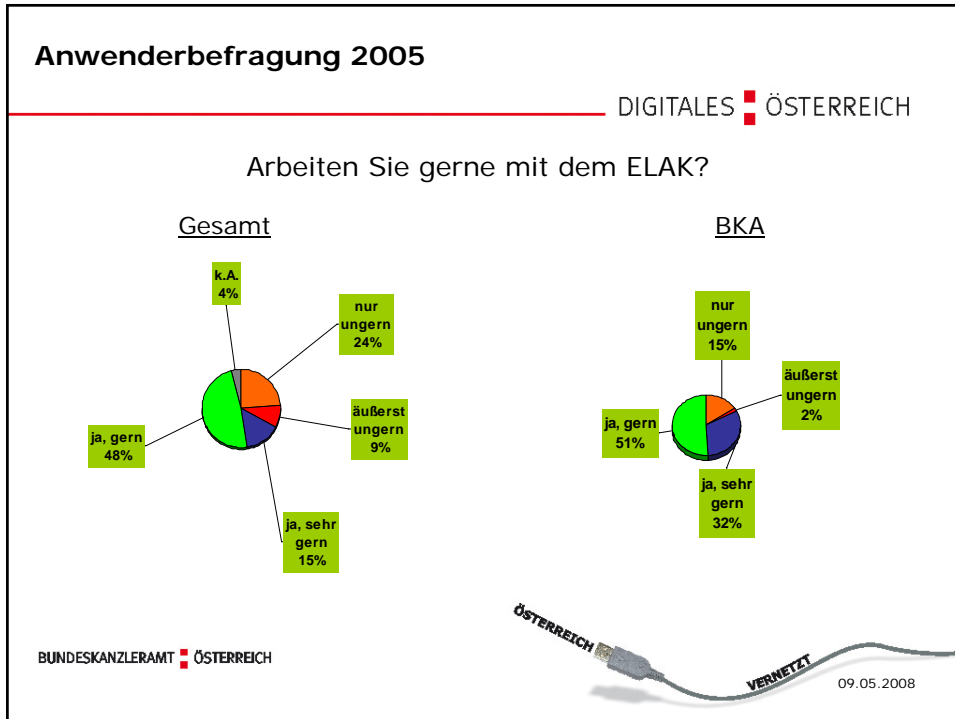 Anwenderbefragung 2005
DIGITALES ÖSTERREICH
Arbeiten Sie gerne mit dem ELAK?
Gesamt
k.A.
4%
nur
ungern
24%
äußerst
ungern
9%
ja, sehr
gern
15%
ja, gern
48%
BKA
nur
ungern
15%
äußerst
ungern
2%
ja, sehr
gern
32%
ja, gern
51%
BUNDESKANZLERAMT ÖSTERREICH
ÖSTERREICH
VERNETZT
09.05.2008